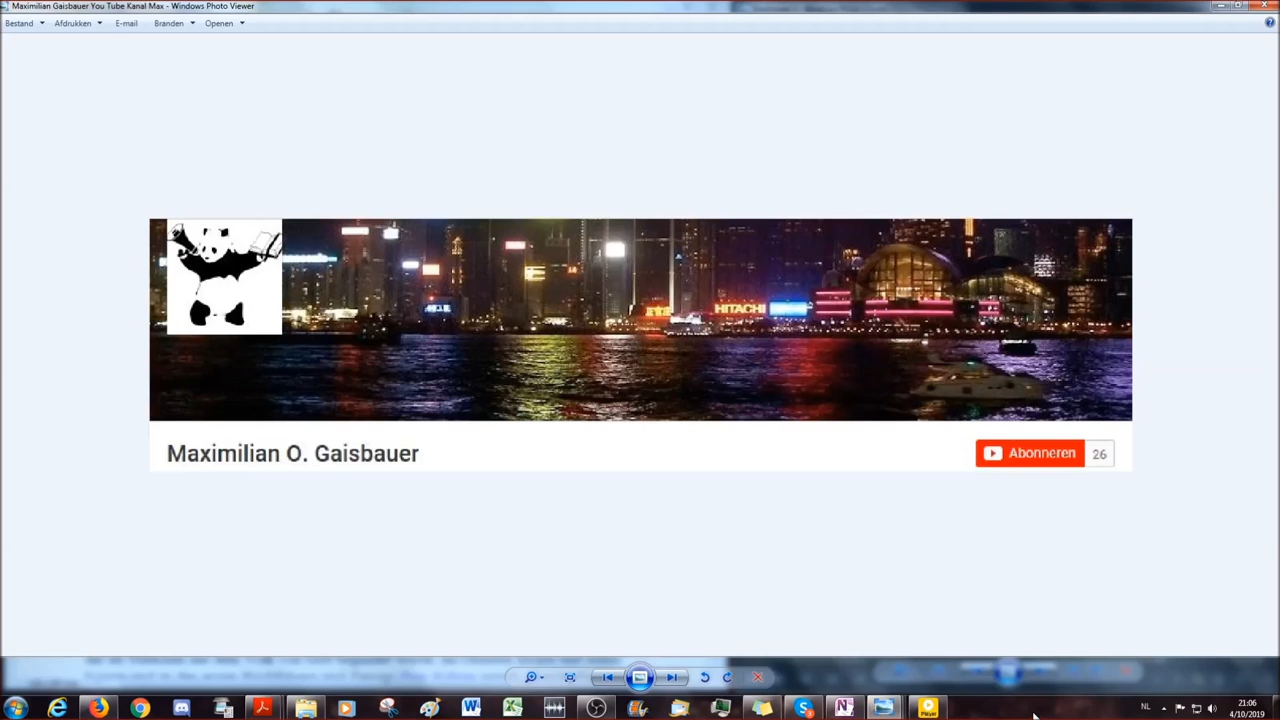 Maximilian Gaisbauer You Tube Kanal Max - Windows Photo Viewer
Bestand Afdrukken E-mail Branden Openen
HITACHI
Maximilian O. Gaisbauer
Abonneren 26
Player
NL
21:06
4/10/2019